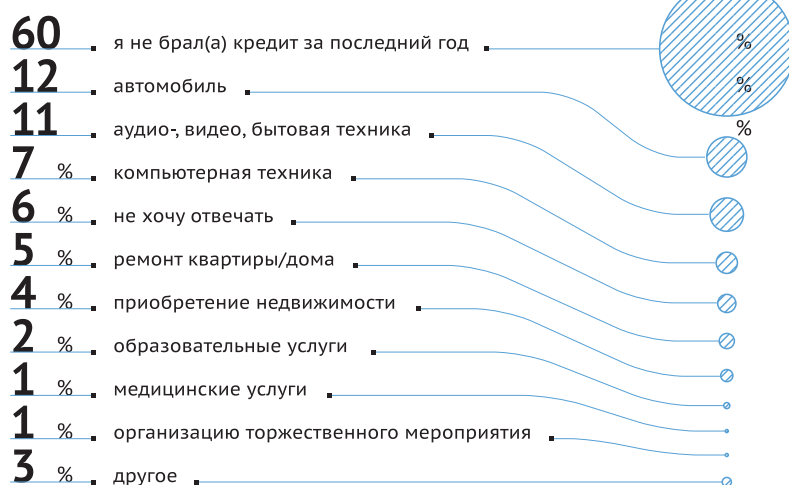 60 % я не брал(а) кредит за последний год
12 % автомобиль
11 % аудио-, видео, бытовая техника
7 % компьютерная техника
6 % не хочу отвечать
5 % ремонт квартиры/дома
4 % приобретение недвижимости
2 % образовательные услуги
1 % медицинские услуги
1 % организацию торжественного мероприятия
3 % другое